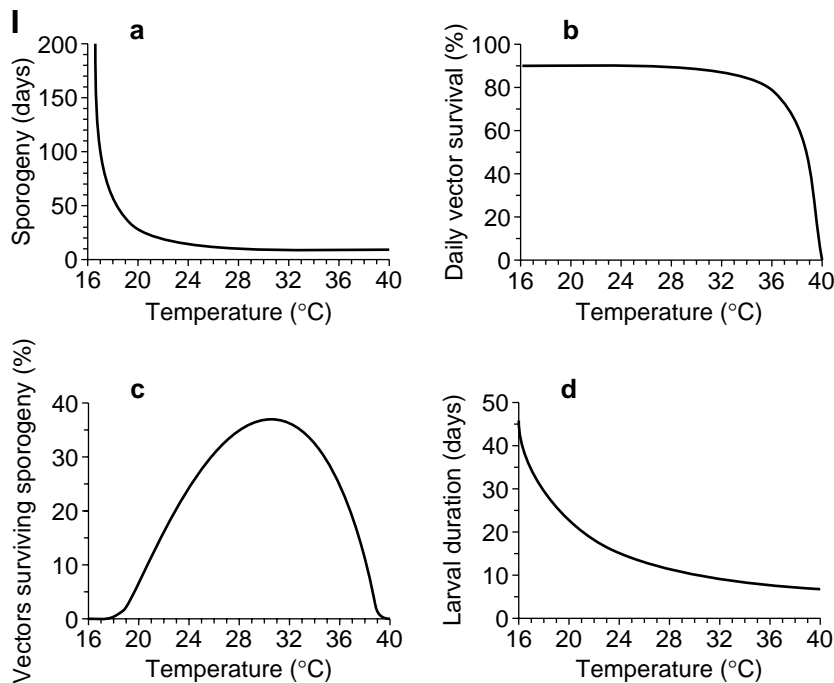 I
a
Sporogeny (days)
200
150
100
50
0
16 20 24 28 32 36 40
Temperature (°C)
b
Daily vector survival (%)
100
80
60
40
20
0
16 20 24 28 32 36 40
Temperature (°C)
c
Vectors surviving sporogeny (%)
40
30
20
10
0
16 20 24 28 32 36 40
Temperature (°C)
d
Larval duration (days)
50
40
30
20
10
0
16 20 24 28 32 36 40
Temperature (°C)